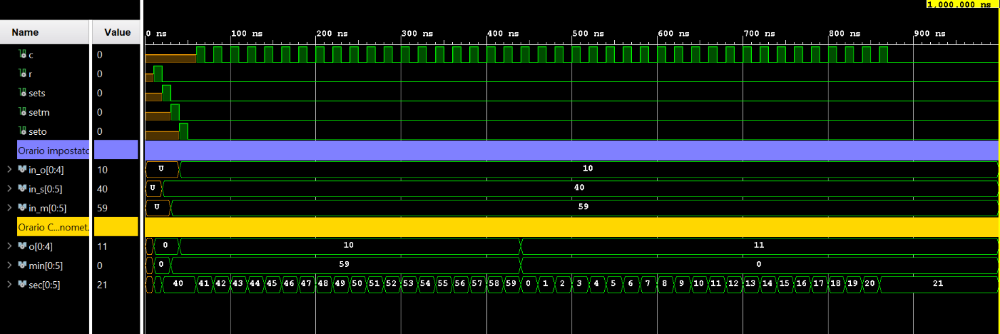 1,000.000 ns
Name Value
0 ns 100 ns 200 ns 300 ns 400 ns 500 ns 600 ns 700 ns 800 ns 900 ns
c 0
r 0
sets 0
setm 0
seto 0
Orario impostato
in_o[0:4] 10 U 10
in_s[0:5] 40 U 40
in_m[0:5] 59 U 59
Orario C...nomet.
o[0:4] 11 0 10 11
min[0:5] 0 0 59 0
sec[0:5] 21 40 41 42 43 44 45 46 47 48 49 50 51 52 53 54 55 56 57 58 59 0 1 2 3 4 5 6 7 8 9 10 11 12 13 14 15 16 17 18 19 20 21